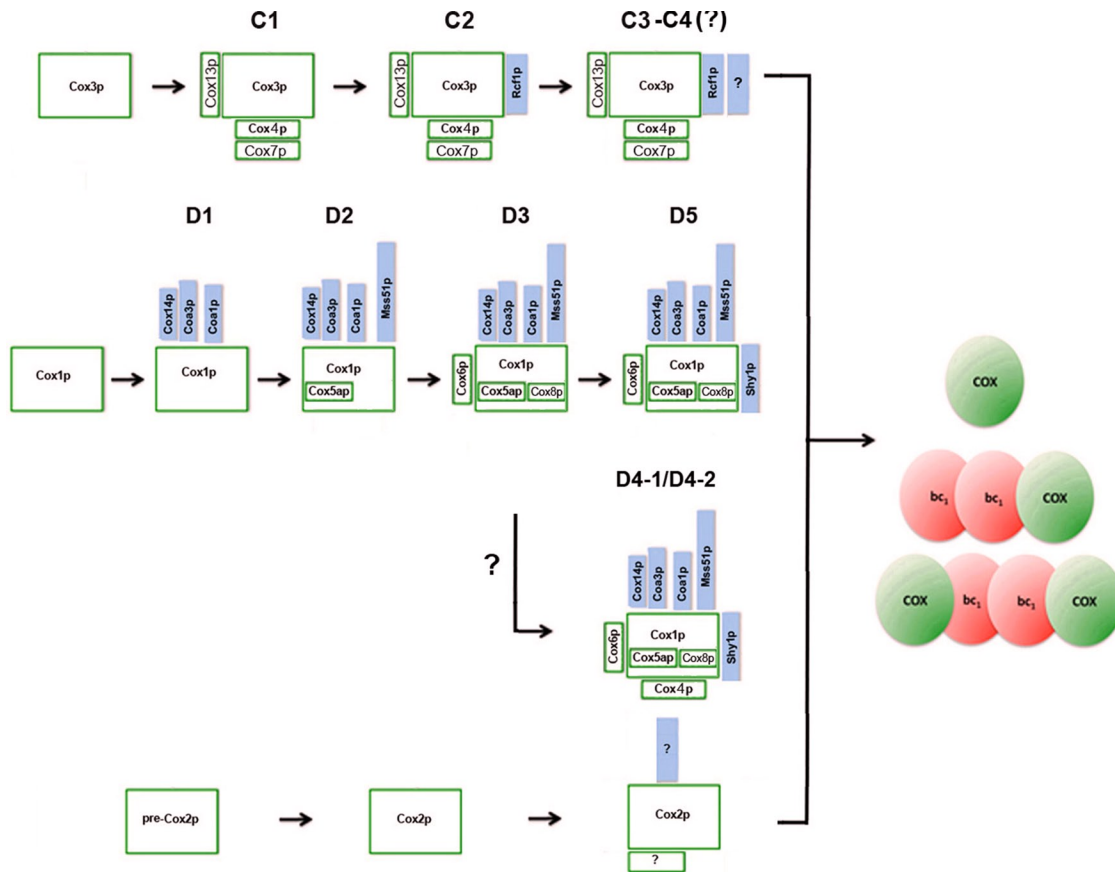 C1 C2 C3-C4(?)
Cox3p
Cox13p Cox3p Cox4p Cox7p
Cox13p Cox3p Rcf1p Cox4p Cox7p
Cox13p Cox3p Rcf1p ? Cox4p Cox7p
D1 D2 D3 D5
Cox1p
Cox14p Coa3p Coa1p Cox1p
Cox14p Coa3p Coa1p Mss51p Cox1p Cox5ap
Cox14p Coa3p Coa1p Mss51p Cox6p Cox1p Cox5ap Cox8p
Cox14p Coa3p Coa1p Mss51p Cox6p Cox1p Cox5ap Cox8p Shy1p
D4-1/D4-2
?
Cox14p Coa3p Coa1p Mss51p Cox6p Cox1p Cox5ap Cox8p Shy1p Cox4p
pre-Cox2p
Cox2p
?
Cox2p
?
COX
bc1 bc1 COX
COX bc1 bc1 COX